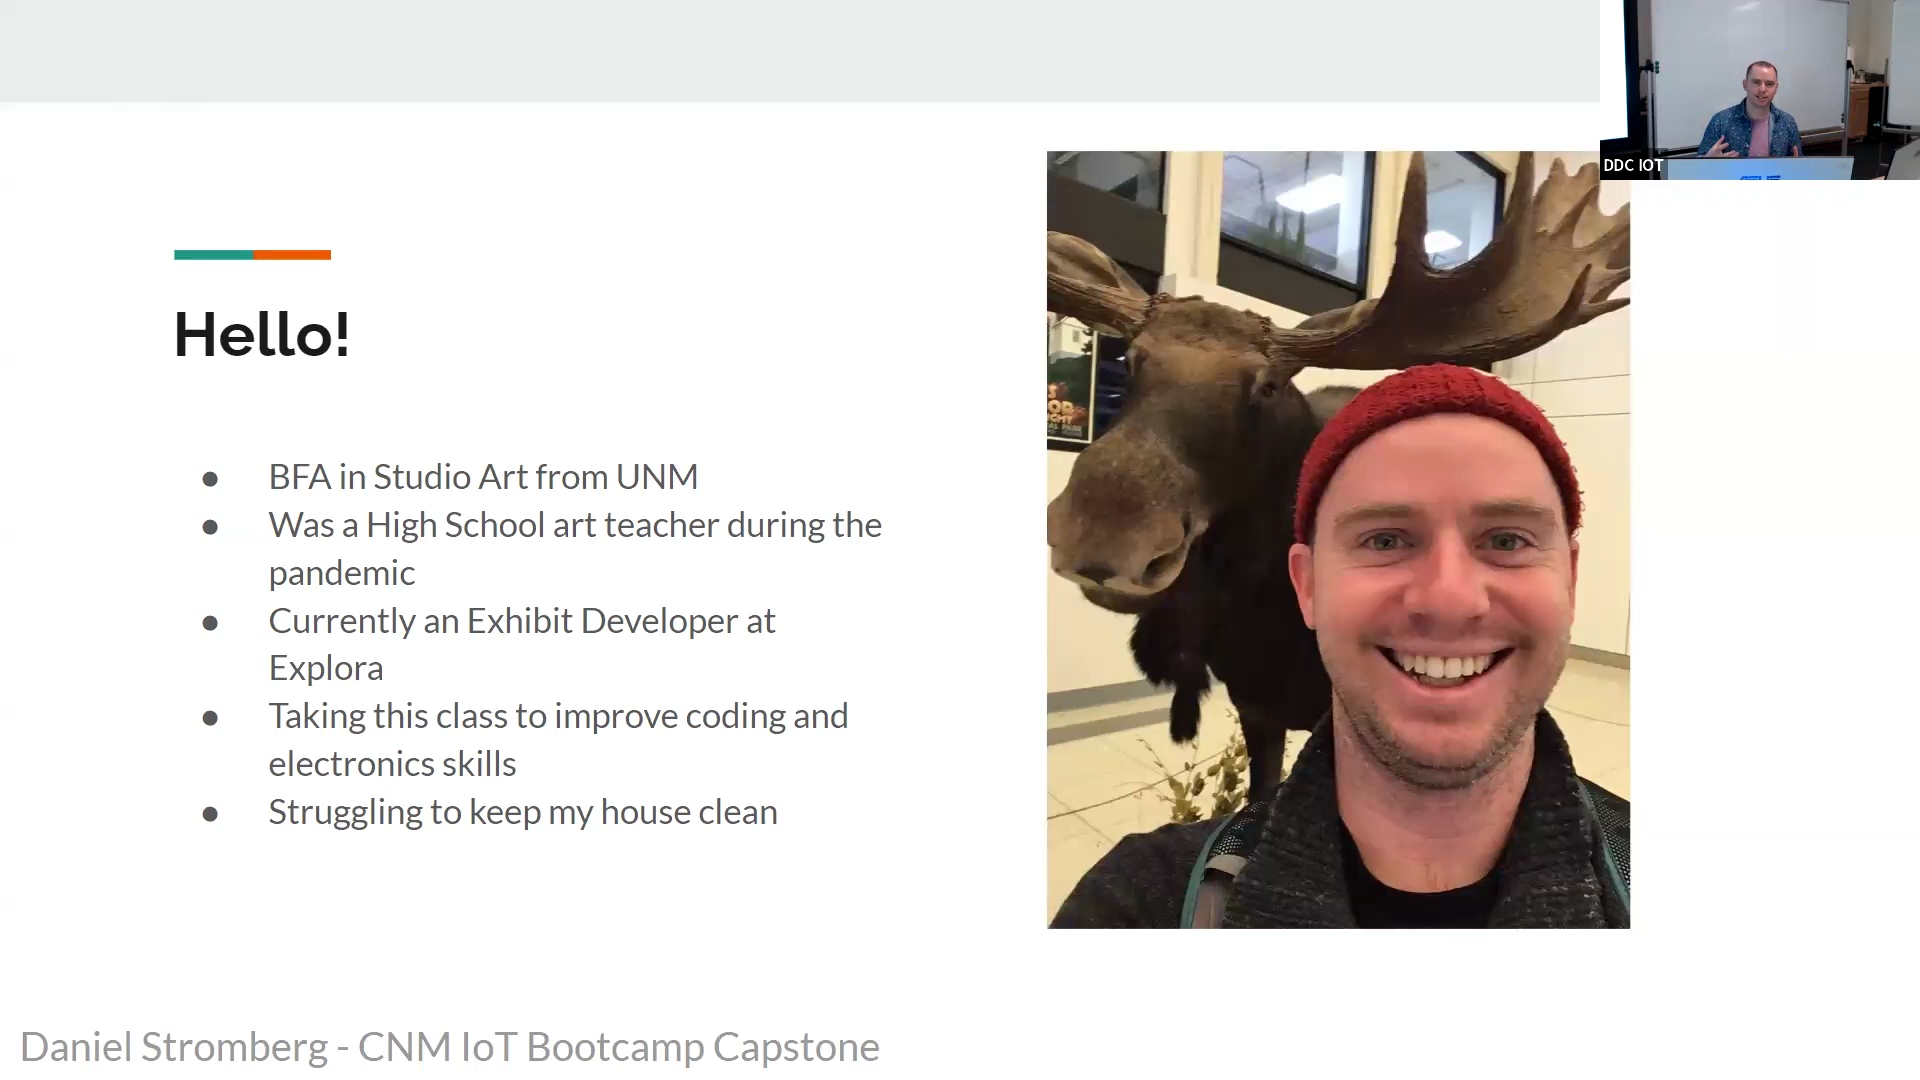 DDC IOT
Hello!
● BFA in Studio Art from UNM
● Was a High School art teacher during the
pandemic
● Currently an Exhibit Developer at
Explora
● Taking this class to improve coding and
electronics skills
● Struggling to keep my house clean
Daniel Stromberg - CNM IoT Bootcamp Capstone